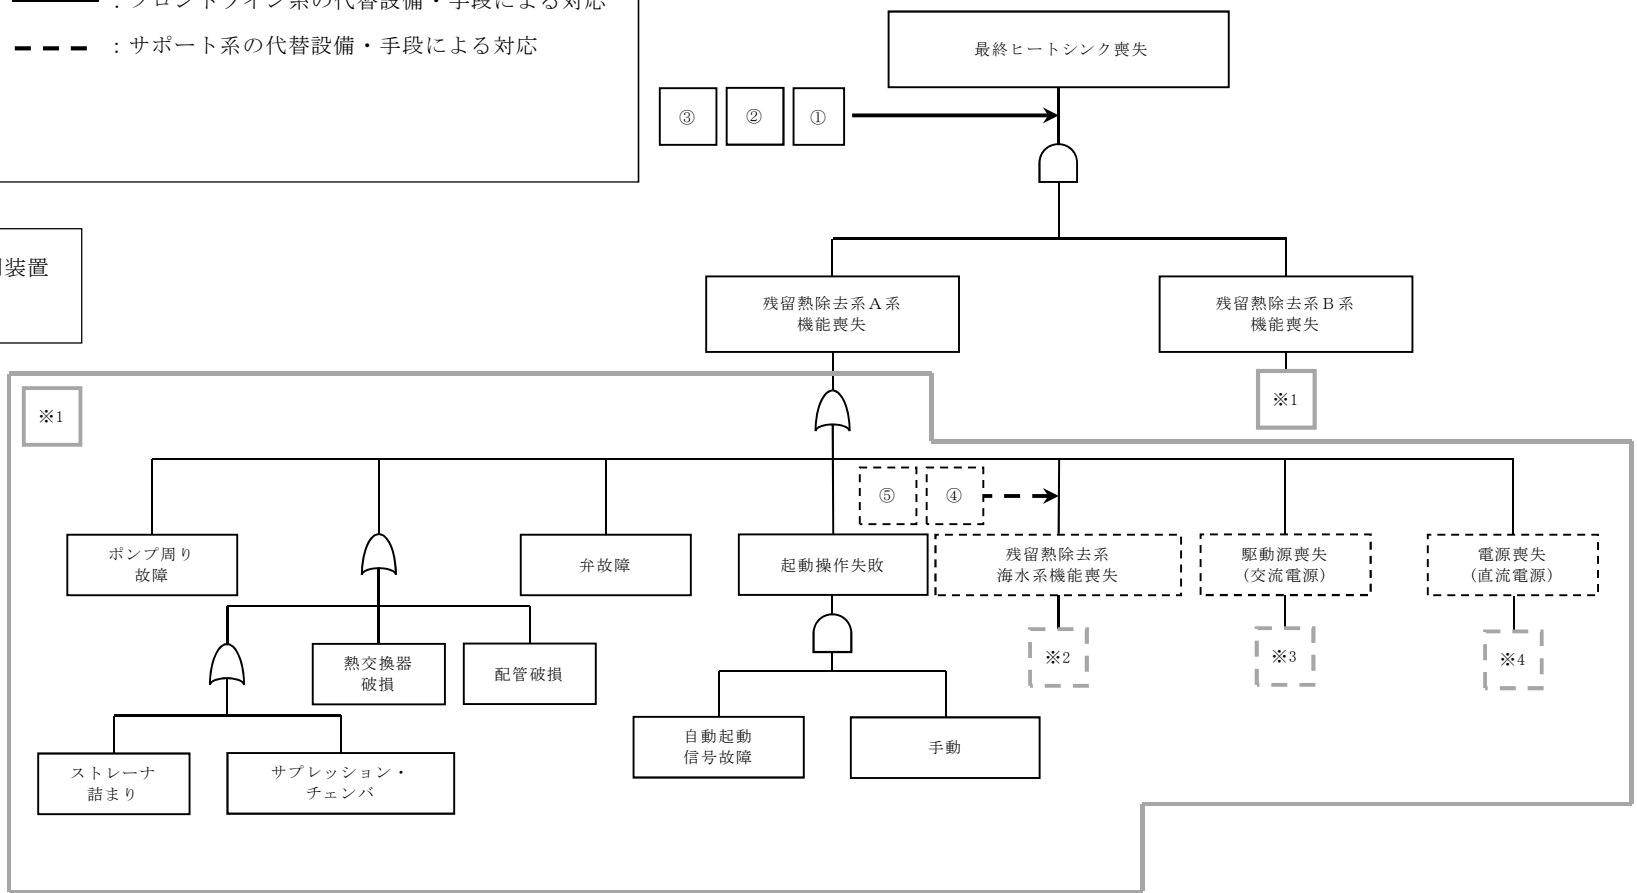 ：フロントライン系の代替設備・手段による対応
：サポート系の代替設備・手段による対応
装置
最終ヒートシンク喪失
③
②
①
残留熱除去系Ａ系
機能喪失
残留熱除去系Ｂ系
機能喪失
※1
※1
⑤
④
ポンプ周り
故障
弁故障
起動操作失敗
残留熱除去系
海水系機能喪失
駆動源喪失
（交流電源）
電源喪失
（直流電源）
熱交換器
破損
配管破損
※2
※3
※4
ストレーナ
詰まり
サプレッション・
チェンバ
自動起動
信号故障
手動